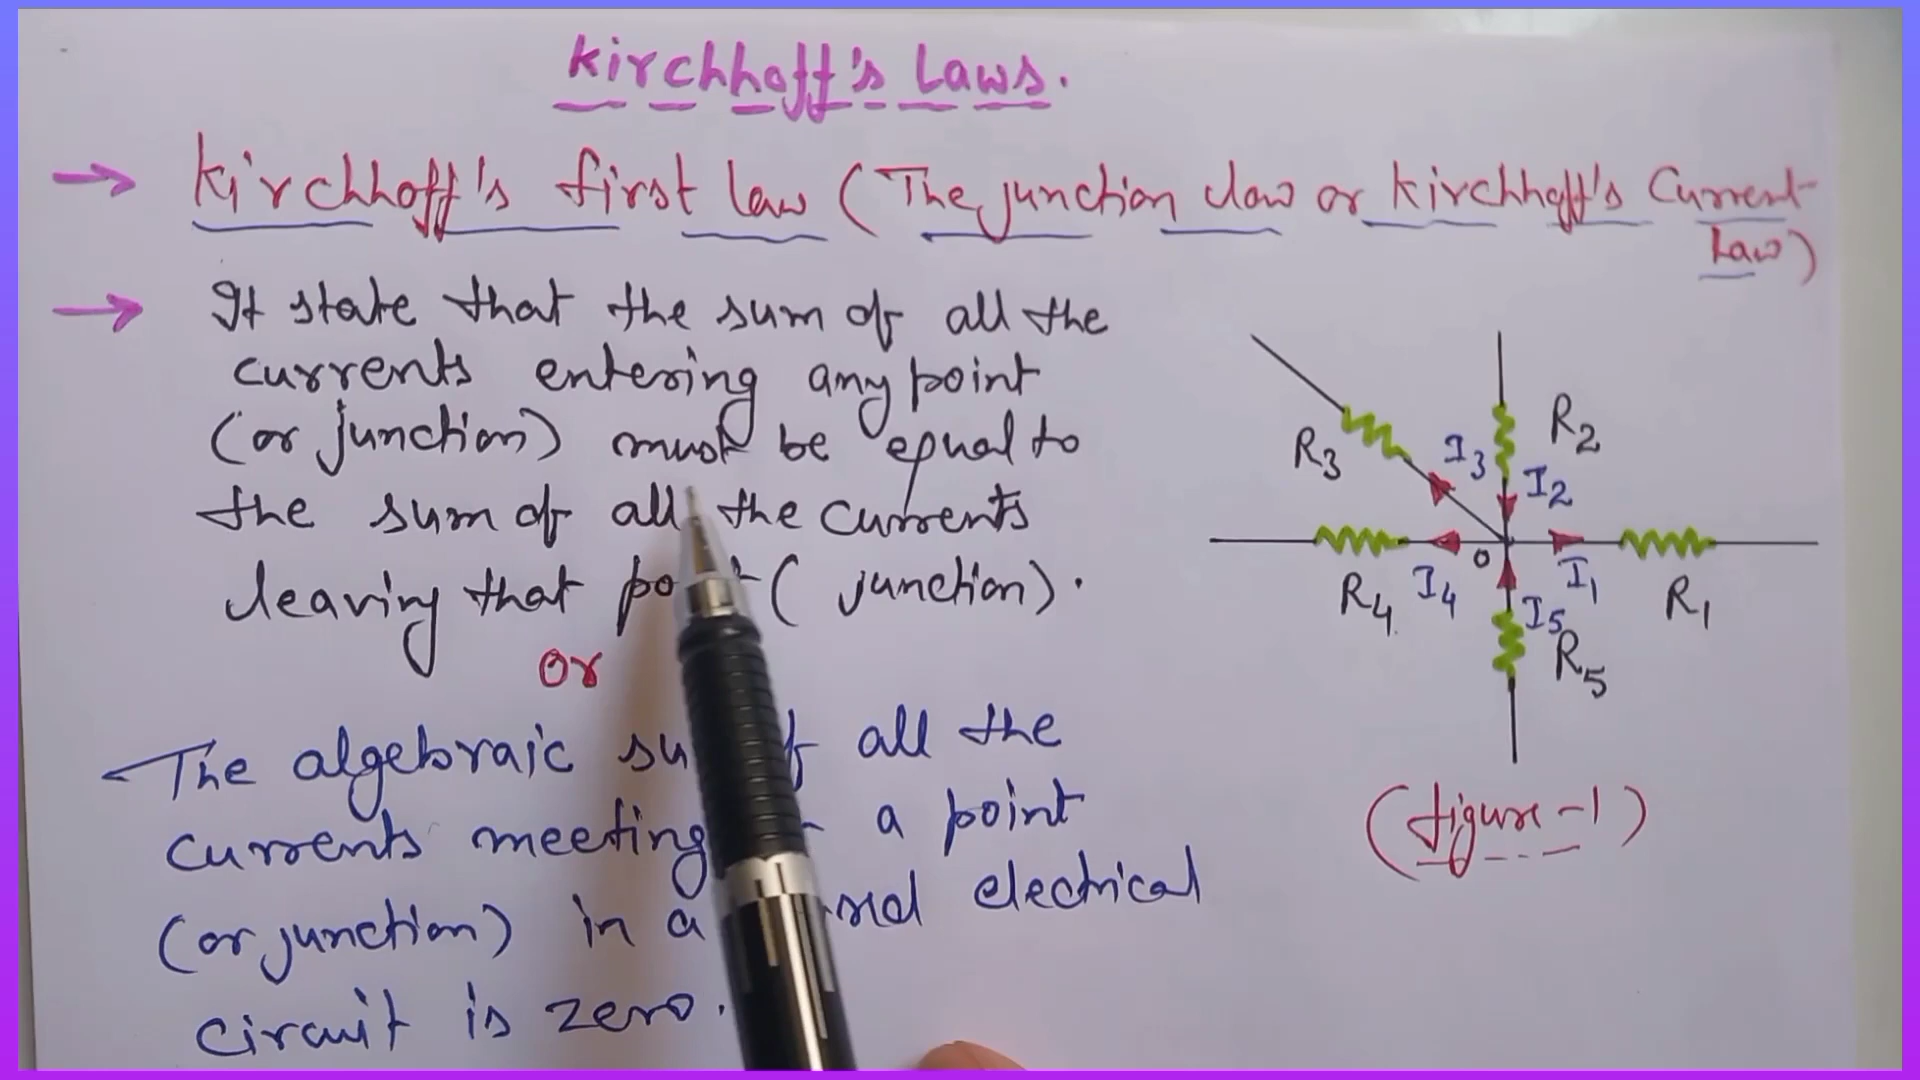 Kirchhoff's Laws.
Kirchhoff's first law (The junction law or Kirchhoff's Current
Law)
It state that the sum of all the
currents entering any point
(or junction) must be equal to
the sum of all the currents
leaving that ( junction).
or
The algebraic all the
currents meeting a point
(or junction) in a electrical
circuit is zero.
R3
I3
R2
I2
O
R4
I4
I1
R1
I5
R5
(figure-1)